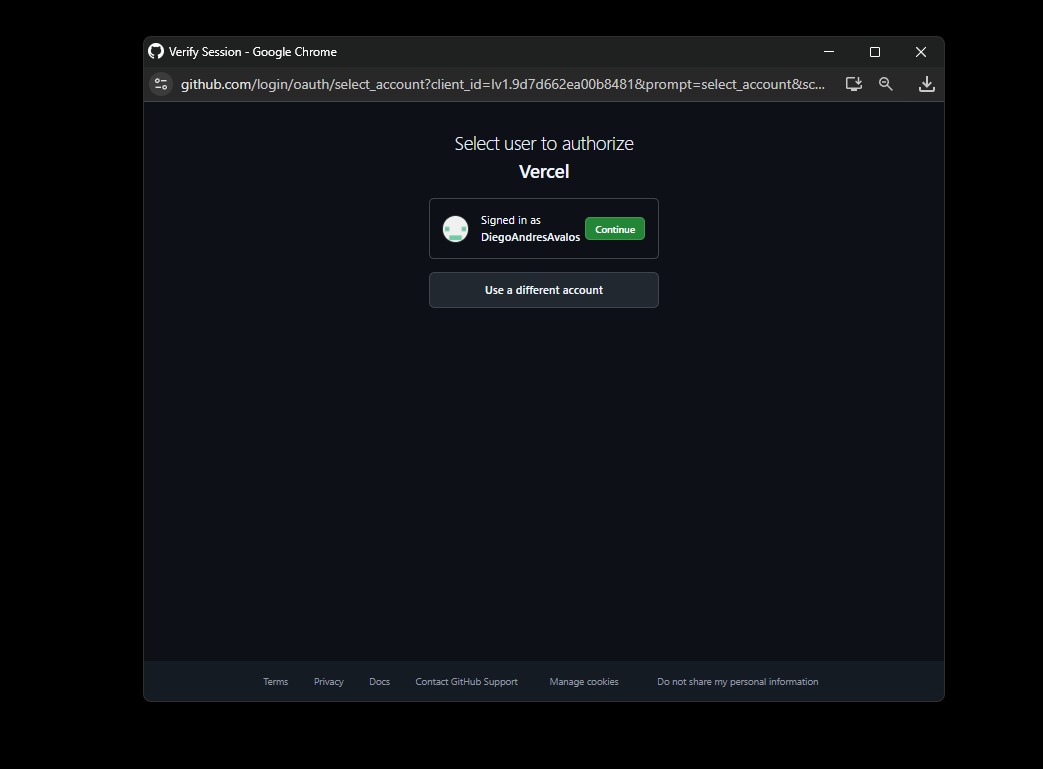 Verify Session - Google Chrome
github.com/login/oauth/select_account?client_id=Iv1.9d7d662ea00b8481&prompt=select_account&sc...
Select user to authorize
Vercel
Signed in as
DiegoAndresAvalos
Continue
Use a different account
Terms Privacy Docs Contact GitHub Support Manage cookies Do not share my personal information